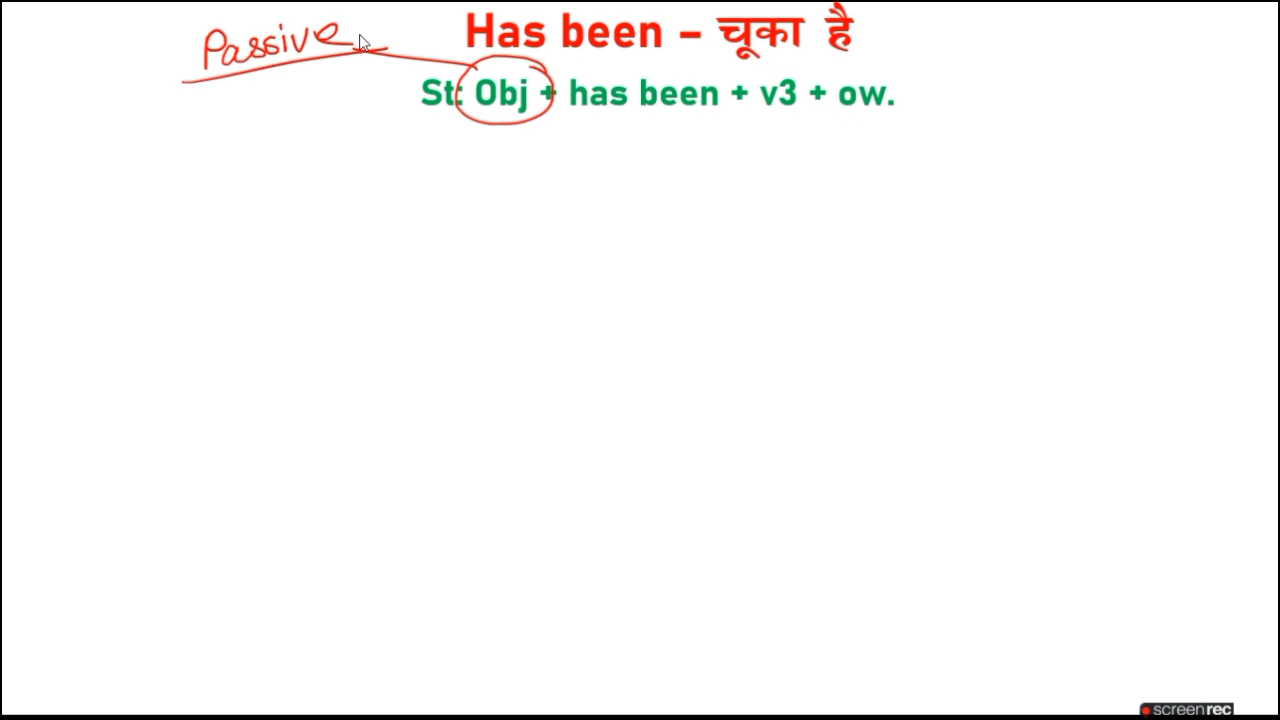 Passive
Has been – चूका है
St: Obj + has been + v3 + ow.
screenrec